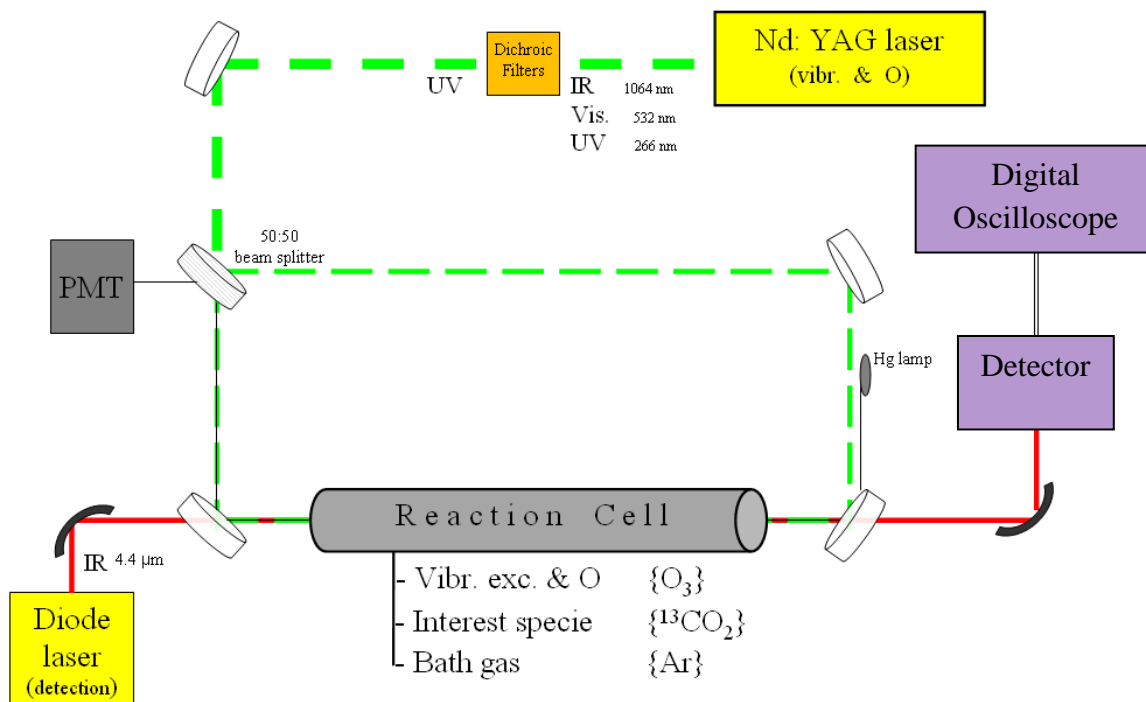 Nd: YAG laser
(vibr. & O)
Dichroic
Filters
UV
IR 1064 nm
Vis. 532 nm
UV 266 nm
Digital
Oscilloscope
50:50
beam splitter
PMT
Hg lamp
Detector
Reaction Cell
IR 4.4 µm
- Vibr. exc. & O {O₃}
- Interest specie {¹³CO₂}
- Bath gas {Ar}
Diode
laser
(detection)